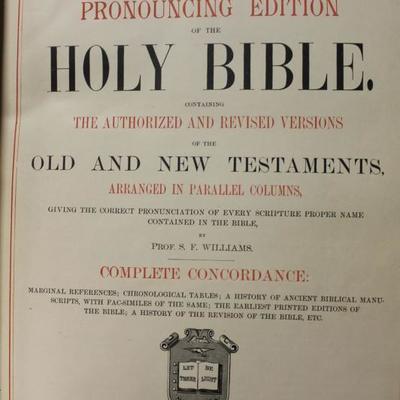 PRONOUNCING EDITION
OF THE
HOLY BIBLE.
CONTAINING
THE AUTHORIZED AND REVISED VERSIONS
OF THE
OLD AND NEW TESTAMENTS,
ARRANGED IN PARALLEL COLUMNS,
GIVING THE CORRECT PRONUNCIATION OF EVERY SCRIPTURE PROPER NAME
CONTAINED IN THE BIBLE,
BY
PROF. S. F. WILLIAMS.
COMPLETE CONCORDANCE:
MARGINAL REFERENCES; CHRONOLOGICAL TABLES; A HISTORY OF ANCIENT BIBLICAL MANU-
SCRIPTS, WITH FAC-SIMILES OF THE SAME; THE EARLIEST PRINTED EDITIONS OF
THE BIBLE; A HISTORY OF THE REVISION OF THE BIBLE, ETC.
LET BE
THERE LIGHT